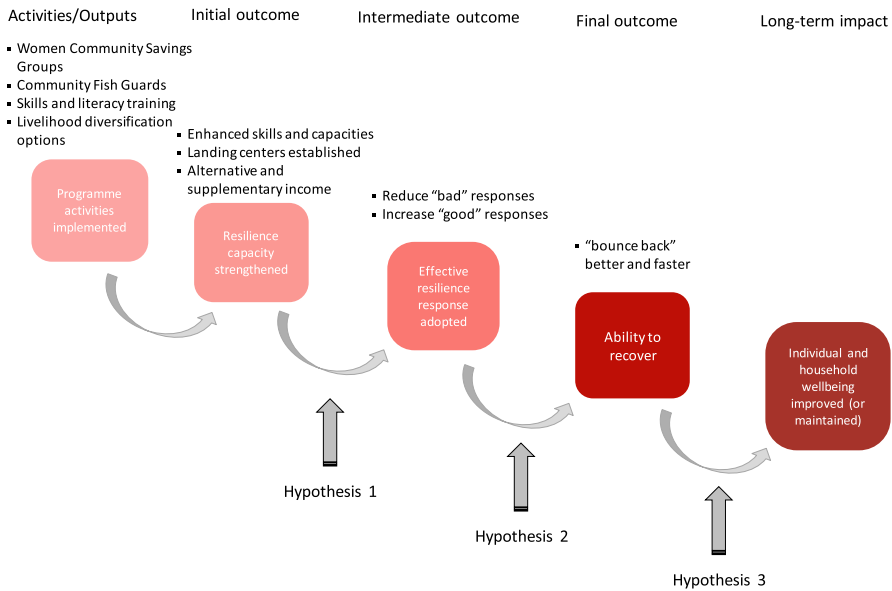 Activities/Outputs
Initial outcome
Intermediate outcome
Final outcome
Long-term impact
▪ Women Community Savings
Groups
▪ Community Fish Guards
▪ Skills and literacy training
▪ Livelihood diversification
options
▪ Enhanced skills and capacities
▪ Landing centers established
▪ Alternative and
supplementary income
▪ Reduce “bad” responses
▪ Increase “good” responses
▪ “bounce back”
better and faster
Programme
activities
implemented
Resilience
capacity
strengthened
Effective
resilience
response
adopted
Ability to
recover
Individual and
household
wellbeing
improved (or
maintained)
Hypothesis 1
Hypothesis 2
Hypothesis 3